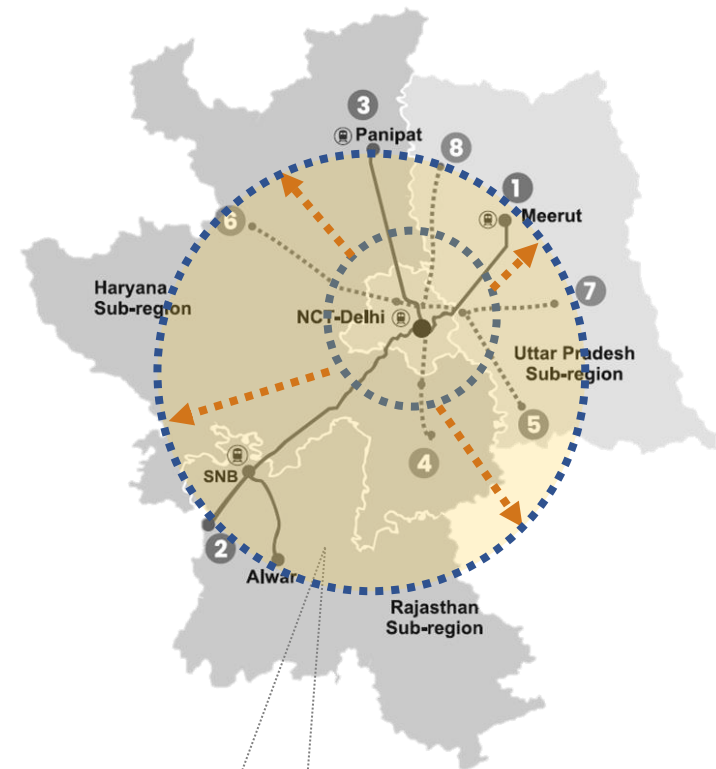 3
Panipat
8
1
Meerut
6
Haryana
Sub-region
7
NCT-Delhi
Uttar Pradesh
Sub-region
5
4
SNB
2
Alwar
Rajasthan
Sub-region